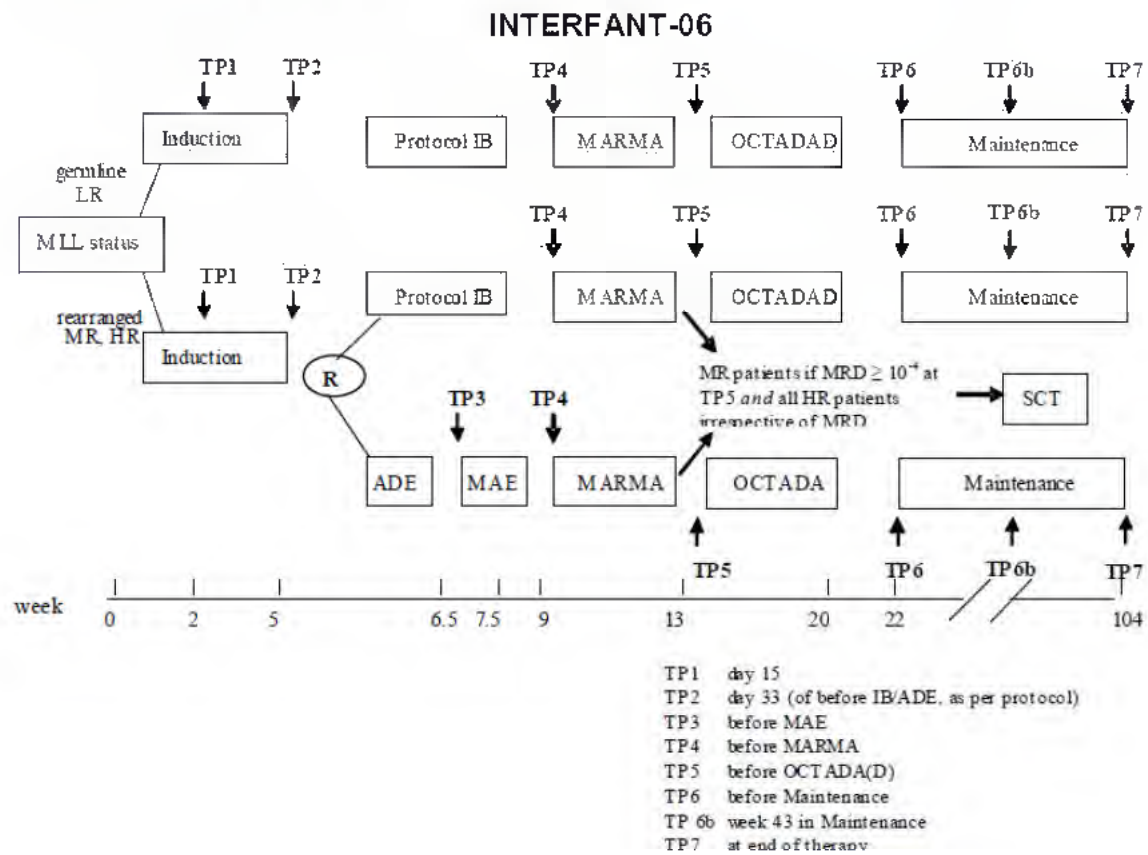 INTERFANT-06
TP1 TP2 TP4 TP5 TP6 TP6b TP7
Induction Protocol IB MARMA OCTADAD Maintenance
germline
LR
MLL status
TP4 TP5 TP6 TP6b TP7
TP1 TP2
Protocol IB MARMA OCTADAD Maintenance
rearranged
MR, HR
Induction
R
MR patients if MRD ≥ 10⁻⁴ at
TP5 and all HR patients
irrespective of MRD
SCT
TP3 TP4
ADE MAE MARMA OCTADA Maintenance
TP5 TP6 TP6b TP7
week
0 2 5 6.5 7.5 9 13 20 22 104
TP1 day 15
TP2 day 33 (of before IB/ADE, as per protocol)
TP3 before MAE
TP4 before MARMA
TP5 before OCTADA(D)
TP6 before Maintenance
TP 6b week 43 in Maintenance
TP7 at end of therapy